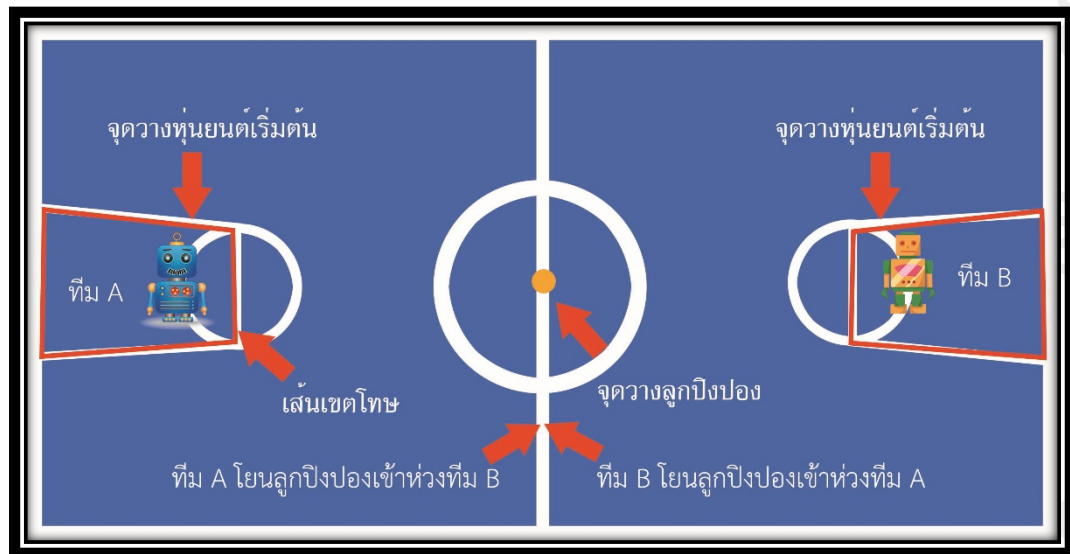 จุดวางหุ่นยนต์เริ่มต้น
จุดวางหุ่นยนต์เริ่มต้น
ทีม A
ทีม B
เส้นเขตโทษ
จุดวางลูกปิงปอง
ทีม A โยนลูกปิงปองเข้าห่วงทีม B
ทีม B โยนลูกปิงปองเข้าห่วงทีม A